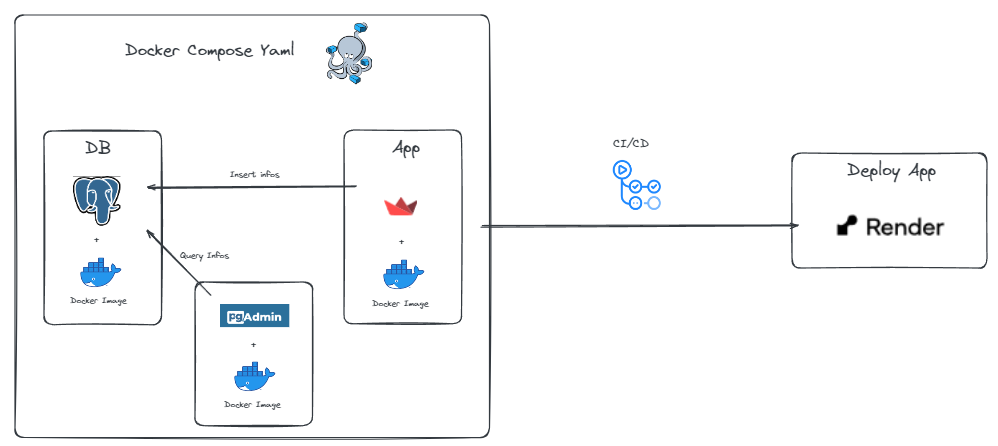 Docker Compose Yaml
DB
App
CI/CD
Deploy App
Insert infos
Render
+
+
Query Infos
Docker Image
Docker Image
pgAdmin
+
Docker Image